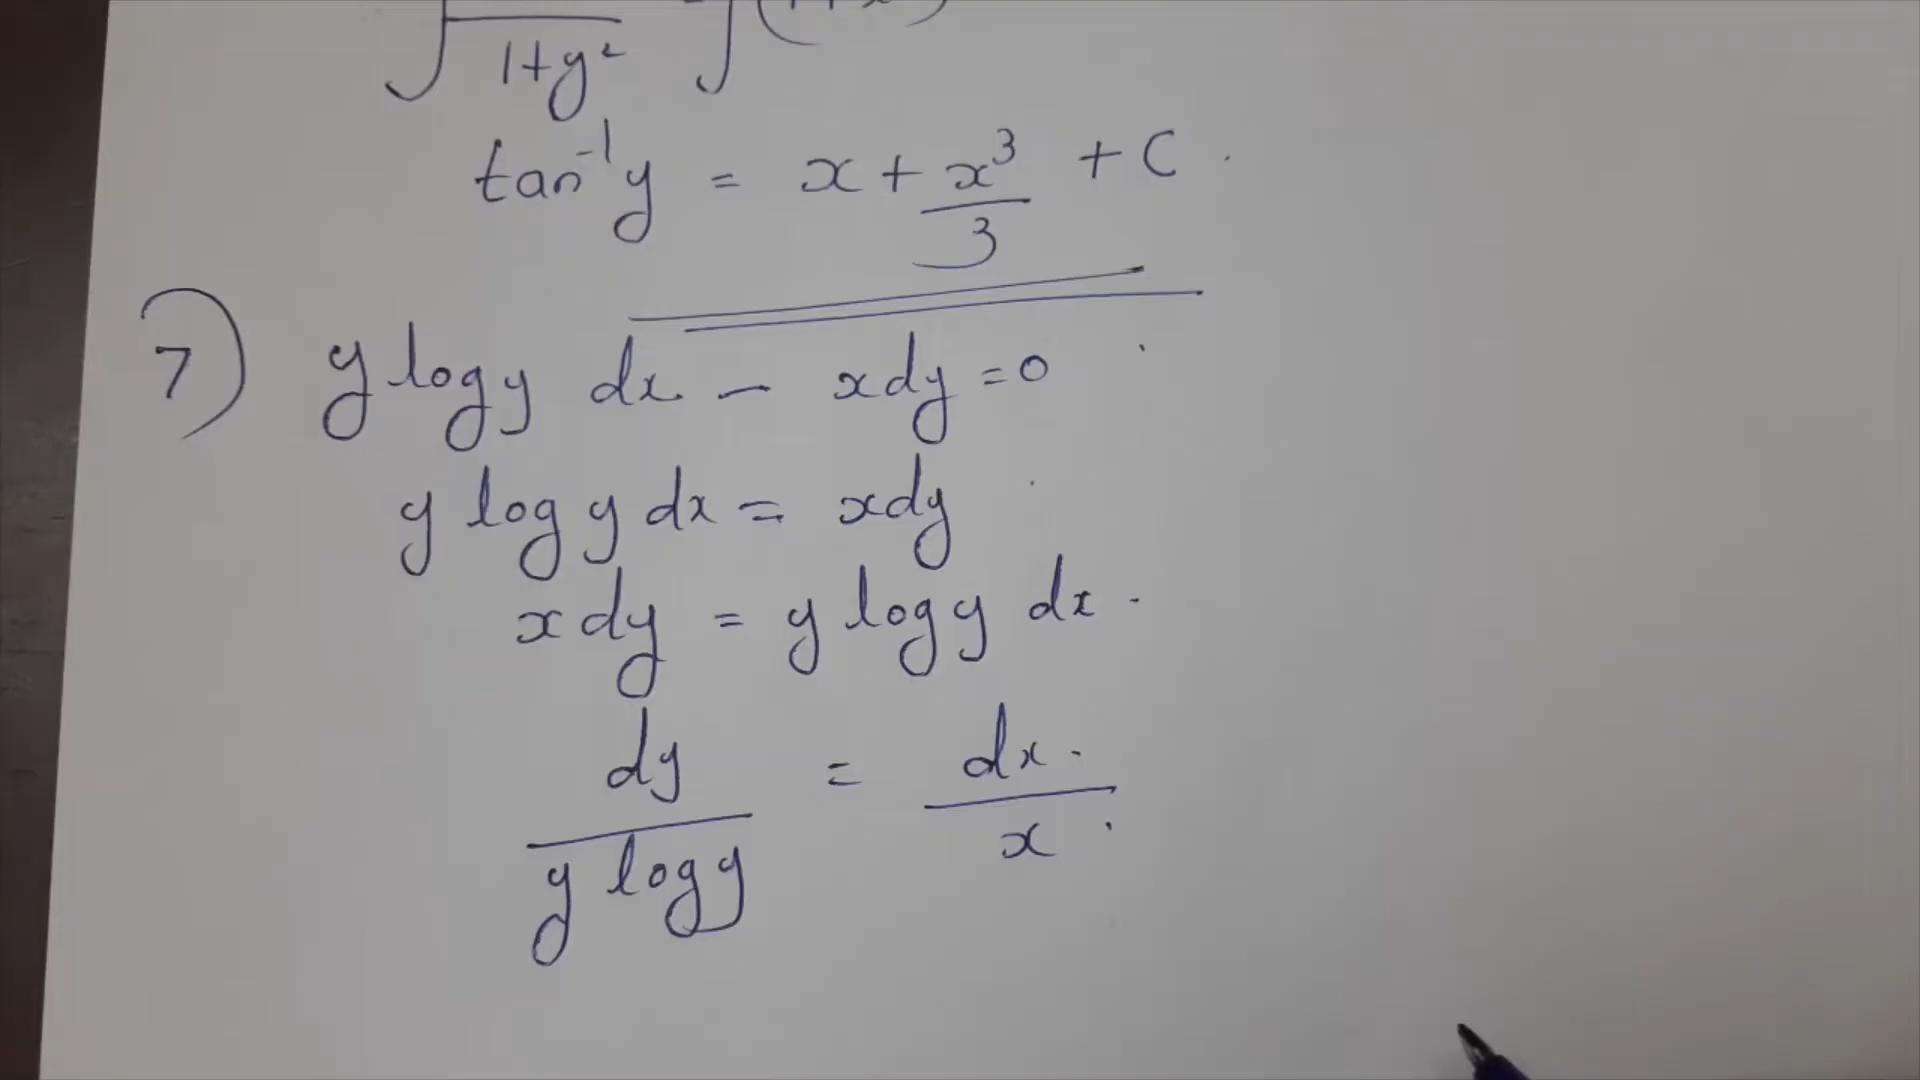 ∫ 1+y² ∫(
tan⁻¹y = x + x³/3 + C.
7) y log y dx - x dy = 0
y log y dx = x dy
x dy = y log y dx.
dy/(y log y) = dx/x